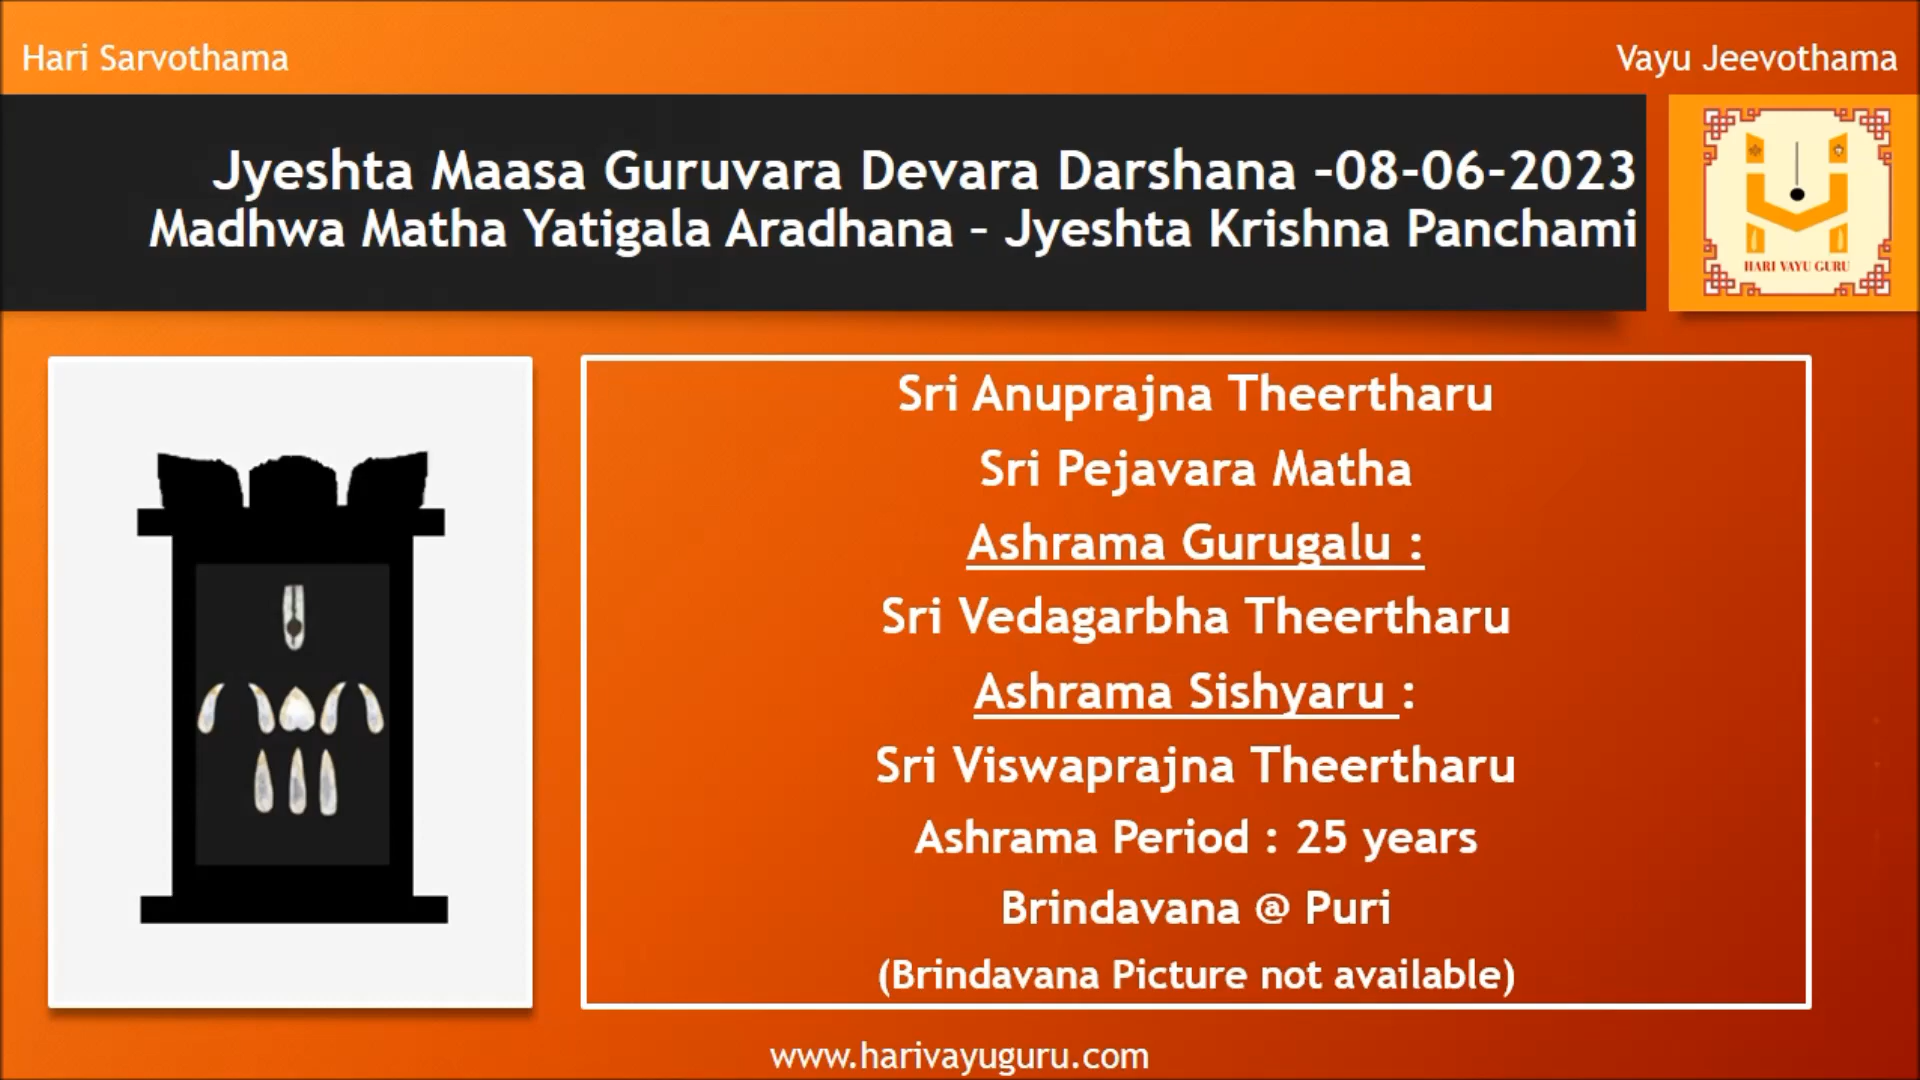 Hari Sarvothama
Vayu Jeevothama
Jyeshta Maasa Guruvara Devara Darshana –08-06-2023
Madhwa Matha Yatigala Aradhana – Jyeshta Krishna Panchami
HARI VAYU GURU
Sri Anuprajna Theertharu
Sri Pejavara Matha
Ashrama Gurugalu :
Sri Vedagarbha Theertharu
Ashrama Sishyaru :
Sri Viswaprajna Theertharu
Ashrama Period : 25 years
Brindavana @ Puri
(Brindavana Picture not available)
www.harivayuguru.com